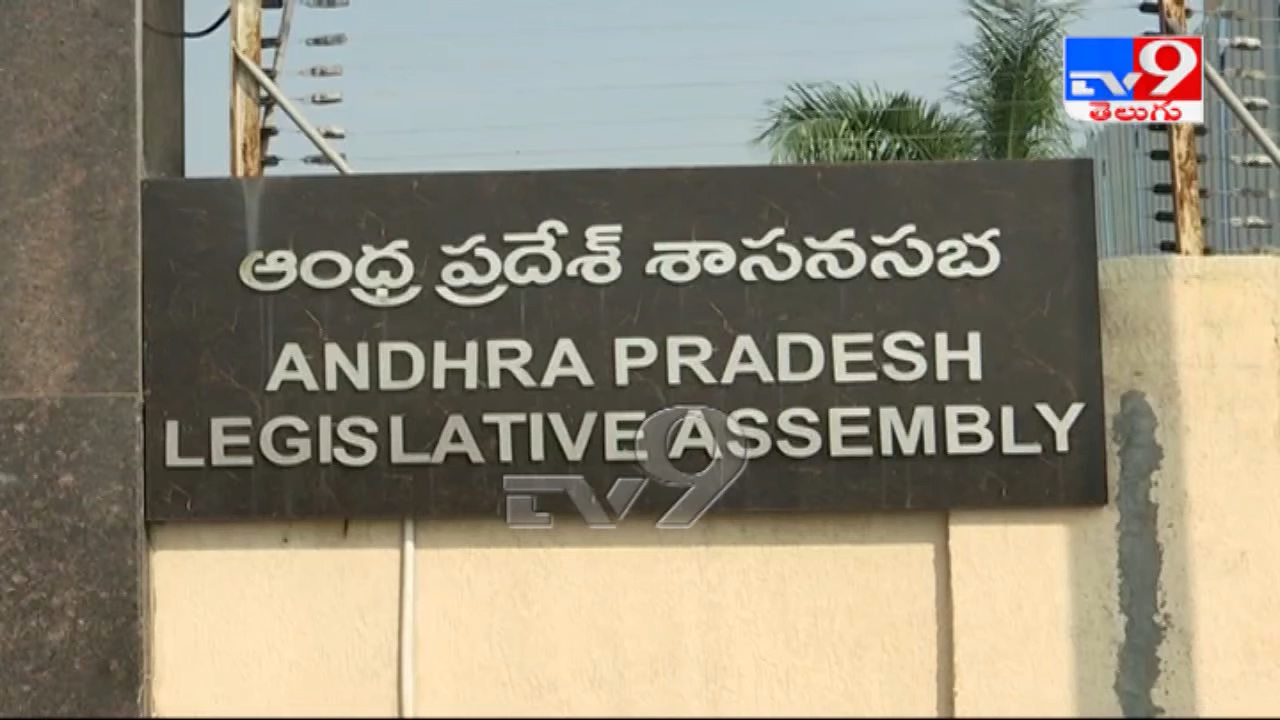 TV9
తెలుగు
ఆంధ్ర ప్రదేశ్ శాసనసభ
ANDHRA PRADESH
LEGISLATIVE ASSEMBLY
TV9